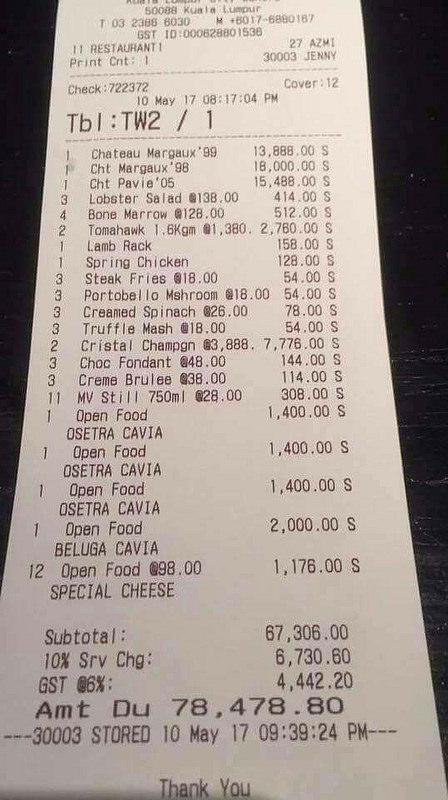 50088 Kuala Lumpur
T 03 2386 6030 M +6017-6880167
GST ID:000628801536
11 RESTAURANT1 27 AZMI
Print Cnt: 1 30003 JENNY
Check:722372 Cover:12
10 May 17 08:17:04 PM
Tbl:TW2 / 1
1 Chateau Margaux'99 13,888.00 S
1 Cht Margaux'98 18,000.00 S
1 Cht Pavie'05 15,488.00 S
3 Lobster Salad @138.00 414.00 S
4 Bone Marrow @128.00 512.00 S
2 Tomahawk 1.6Kgm @1,380. 2,760.00 S
1 Lamb Rack 158.00 S
1 Spring Chicken 128.00 S
3 Steak Fries @18.00 54.00 S
3 Portobello Mshroom @18.00 54.00 S
3 Creamed Spinach @26.00 78.00 S
3 Truffle Mash @18.00 54.00 S
2 Cristal Champgn @3,888. 7,776.00 S
3 Choc Fondant @48.00 144.00 S
3 Creme Brulee @38.00 114.00 S
11 MV Still 750ml @28.00 308.00 S
1 Open Food 1,400.00 S
OSETRA CAVIA
1 Open Food 1,400.00 S
OSETRA CAVIA
1 Open Food 1,400.00 S
OSETRA CAVIA
1 Open Food 2,000.00 S
BELUGA CAVIA
12 Open Food @98.00 1,176.00 S
SPECIAL CHEESE
Subtotal: 67,306.00
10% Srv Chg: 6,730.60
GST @6%: 4,442.20
Amt Du 78,478.80
---30003 STORED 10 May 17 09:39:24 PM---
Thank You